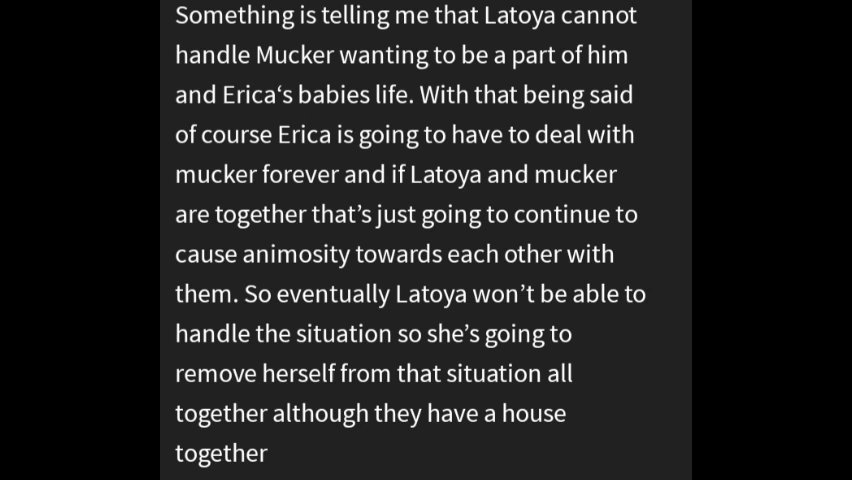 Something is telling me that Latoya cannot
handle Mucker wanting to be a part of him
and Erica‘s babies life. With that being said
of course Erica is going to have to deal with
mucker forever and if Latoya and mucker
are together that’s just going to continue to
cause animosity towards each other with
them. So eventually Latoya won’t be able to
handle the situation so she’s going to
remove herself from that situation all
together although they have a house
together